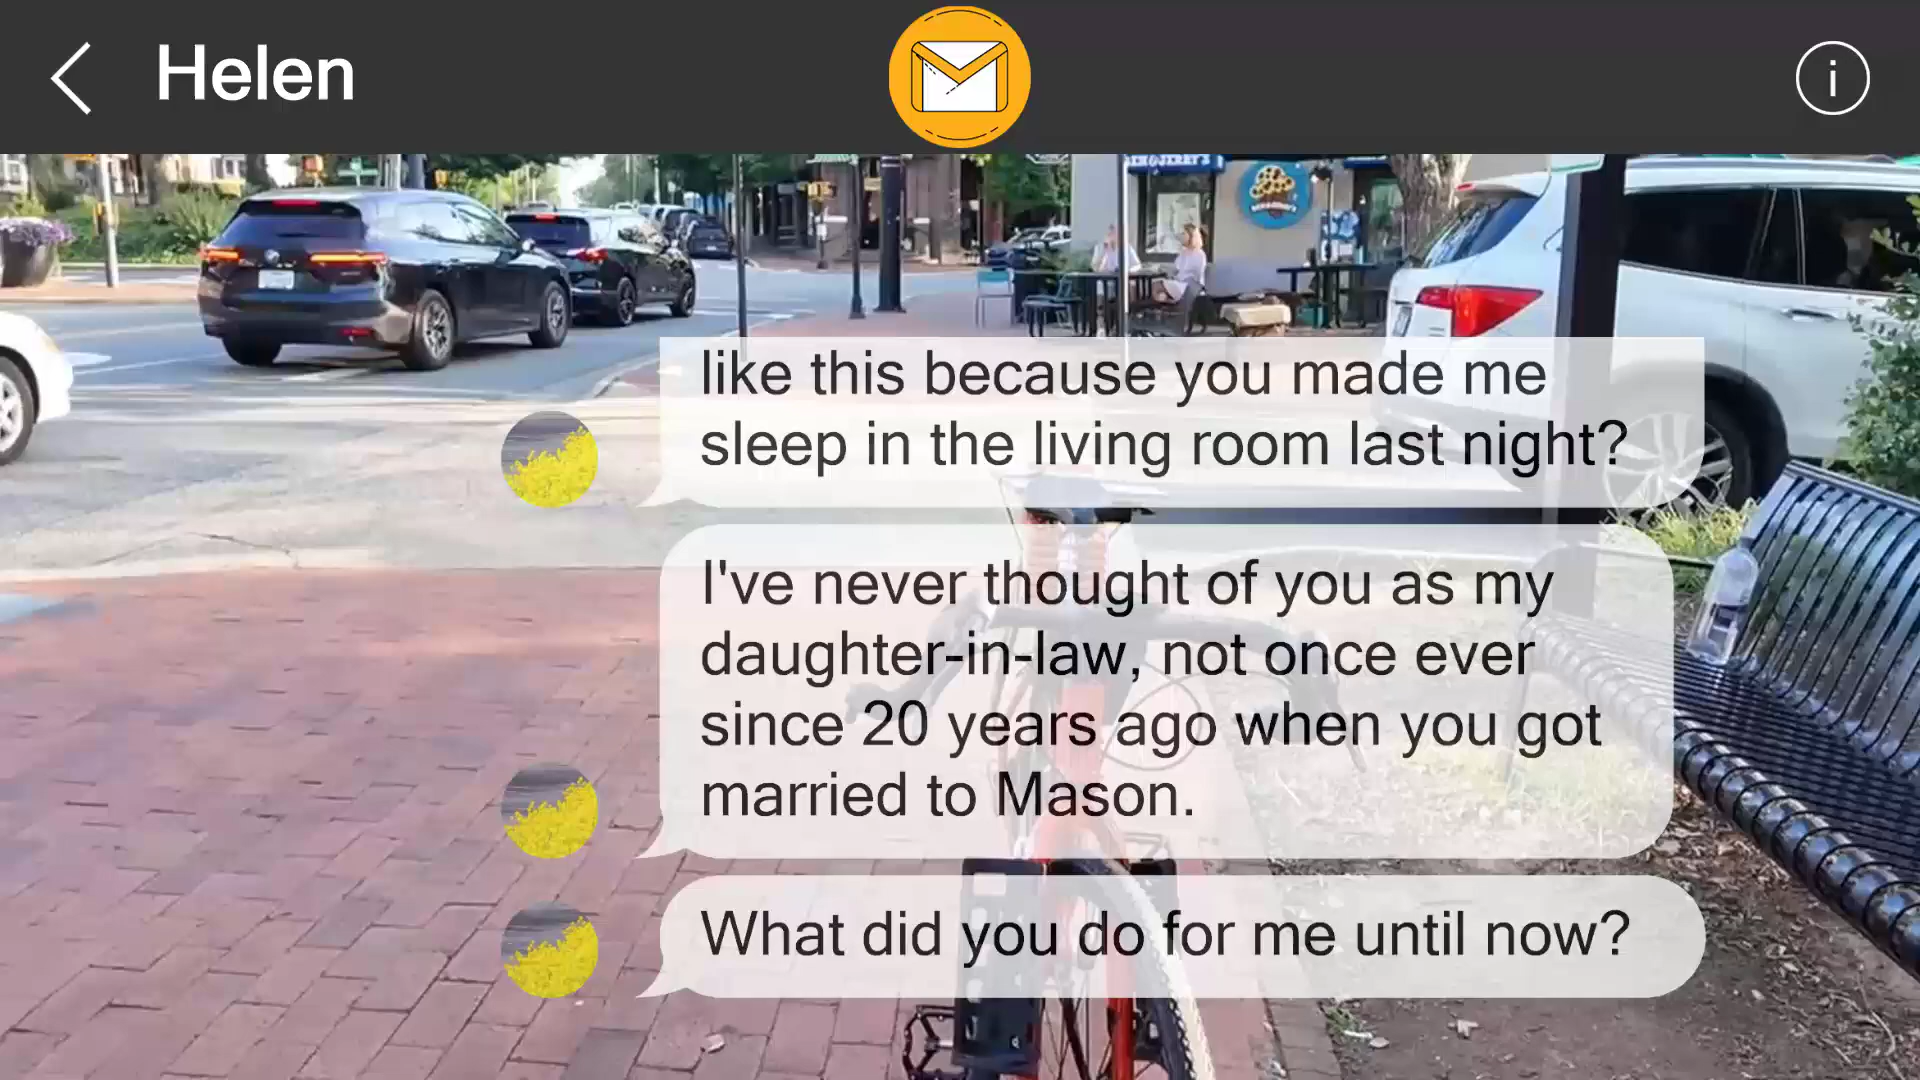 Helen
i
BEN & JERRY'S
like this because you made me
sleep in the living room last night?
I've never thought of you as my
daughter-in-law, not once ever
since 20 years ago when you got
married to Mason.
What did you do for me until now?